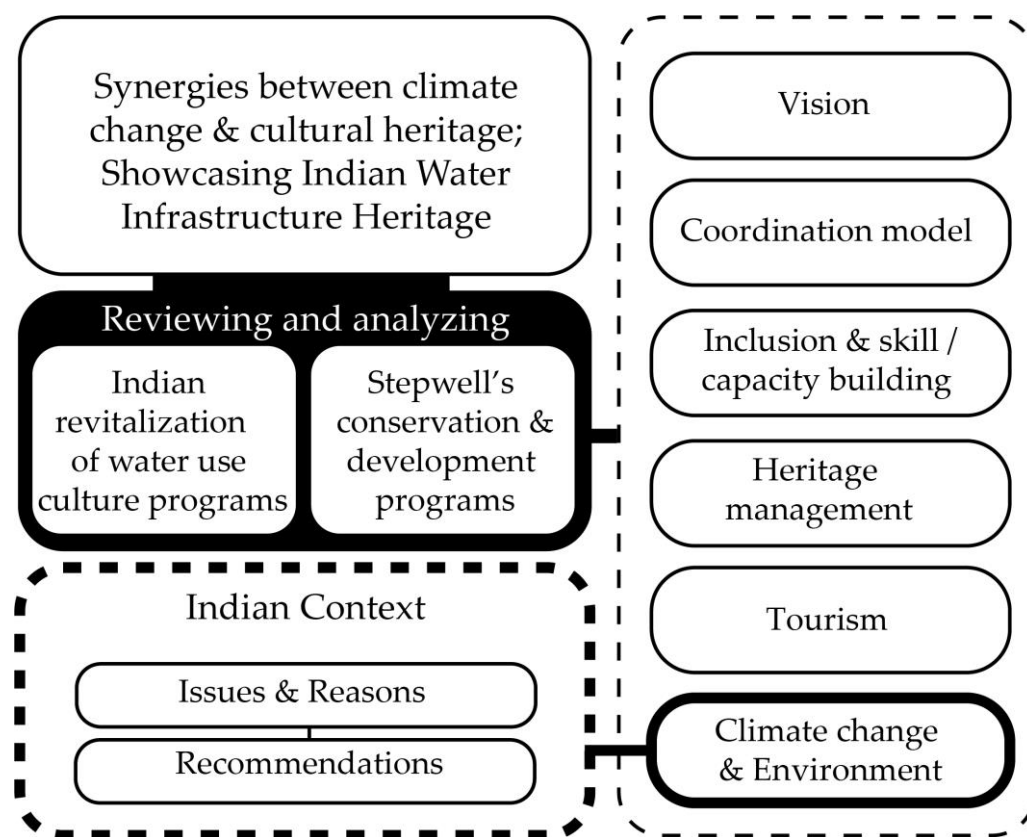 Synergies between climate
change & cultural heritage;
Showcasing Indian Water
Infrastructure Heritage
Reviewing and analyzing
Indian
revitalization
of water use
culture programs
Stepwell’s
conservation &
development
programs
Indian Context
Issues & Reasons
Recommendations
Vision
Coordination model
Inclusion & skill /
capacity building
Heritage
management
Tourism
Climate change
& Environment